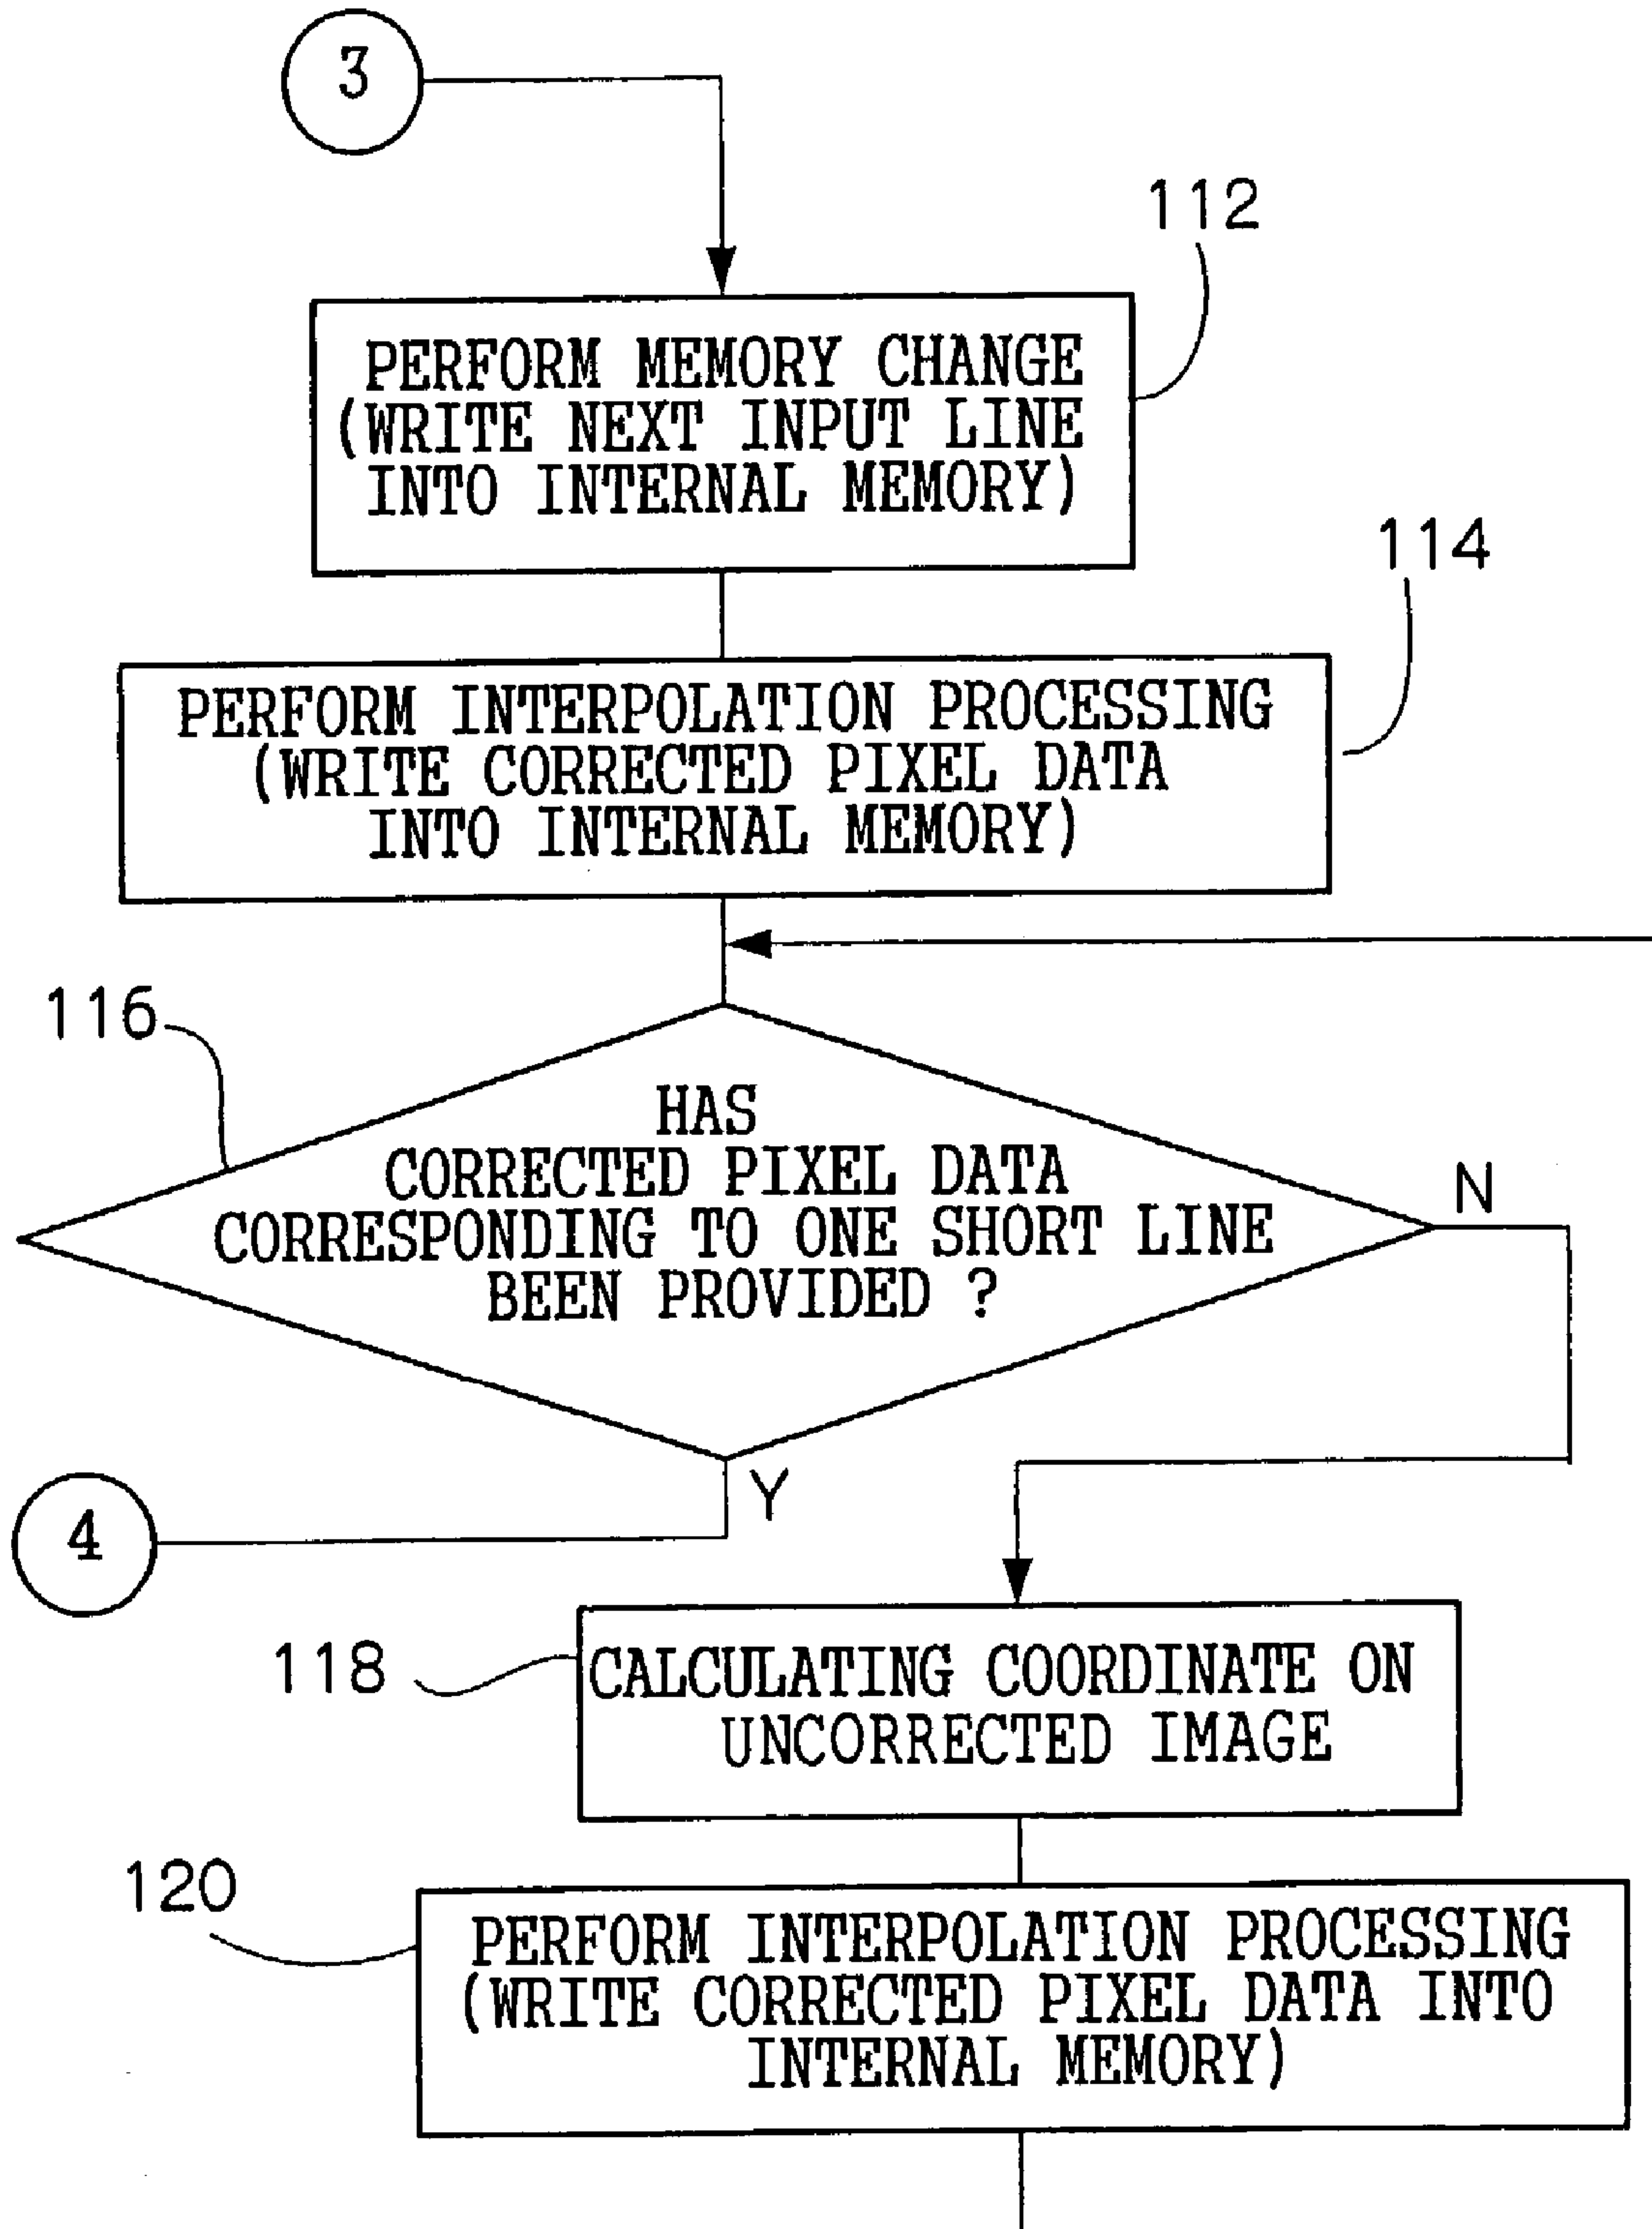 3
112
PERFORM MEMORY CHANGE
(WRITE NEXT INPUT LINE
INTO INTERNAL MEMORY)
114
PERFORM INTERPOLATION PROCESSING
(WRITE CORRECTED PIXEL DATA
INTO INTERNAL MEMORY)
116
HAS
CORRECTED PIXEL DATA
CORRESPONDING TO ONE SHORT LINE
BEEN PROVIDED ?
N
Y
4
118
CALCULATING COORDINATE ON
UNCORRECTED IMAGE
120
PERFORM INTERPOLATION PROCESSING
(WRITE CORRECTED PIXEL DATA INTO
INTERNAL MEMORY)